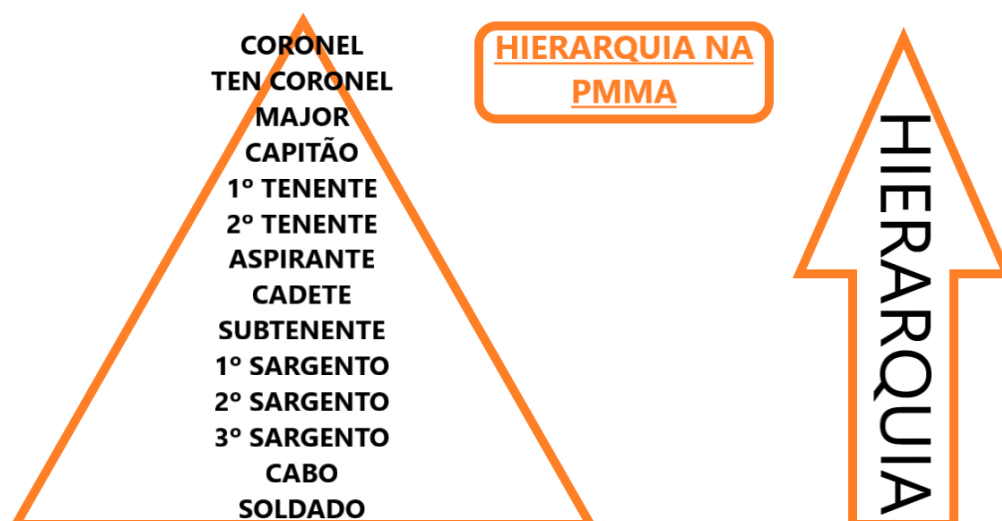 CORONEL
TEN CORONEL
MAJOR
CAPITÃO
1º TENENTE
2º TENENTE
ASPIRANTE
CADETE
SUBTENENTE
1º SARGENTO
2º SARGENTO
3º SARGENTO
CABO
SOLDADO
HIERARQUIA NA
PMMA
HIERARQUIA